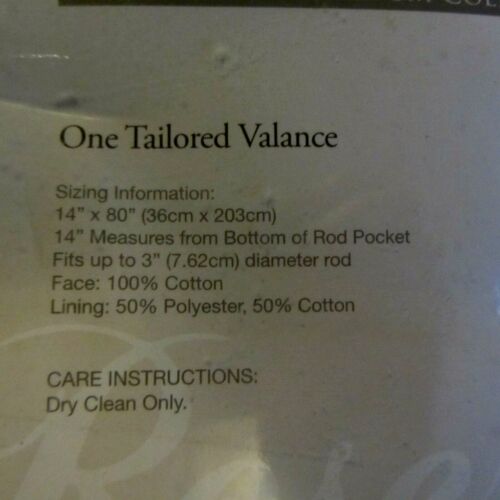 One Tailored Valance
Sizing Information:
14" x 80" (36cm x 203cm)
14" Measures from Bottom of Rod Pocket
Fits up to 3" (7.62cm) diameter rod
Face: 100% Cotton
Lining: 50% Polyester, 50% Cotton
CARE INSTRUCTIONS:
Dry Clean Only.